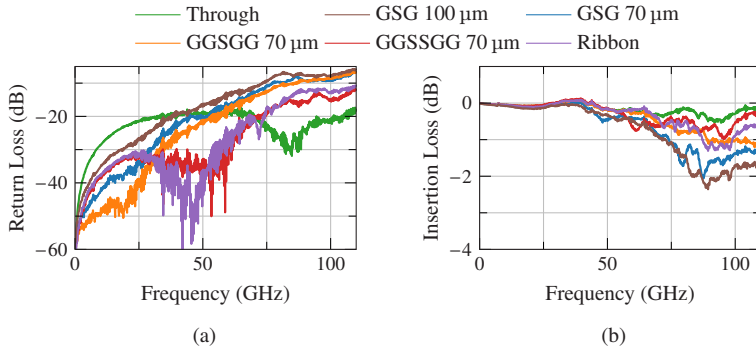 Through
GSG 100 µm
GSG 70 µm
GGSGG 70 µm
GGSSGG 70 µm
Ribbon
Return Loss (dB)
−20
−40
−60
0
50
100
Frequency (GHz)
(a)
Insertion Loss (dB)
0
−2
−4
0
50
100
Frequency (GHz)
(b)